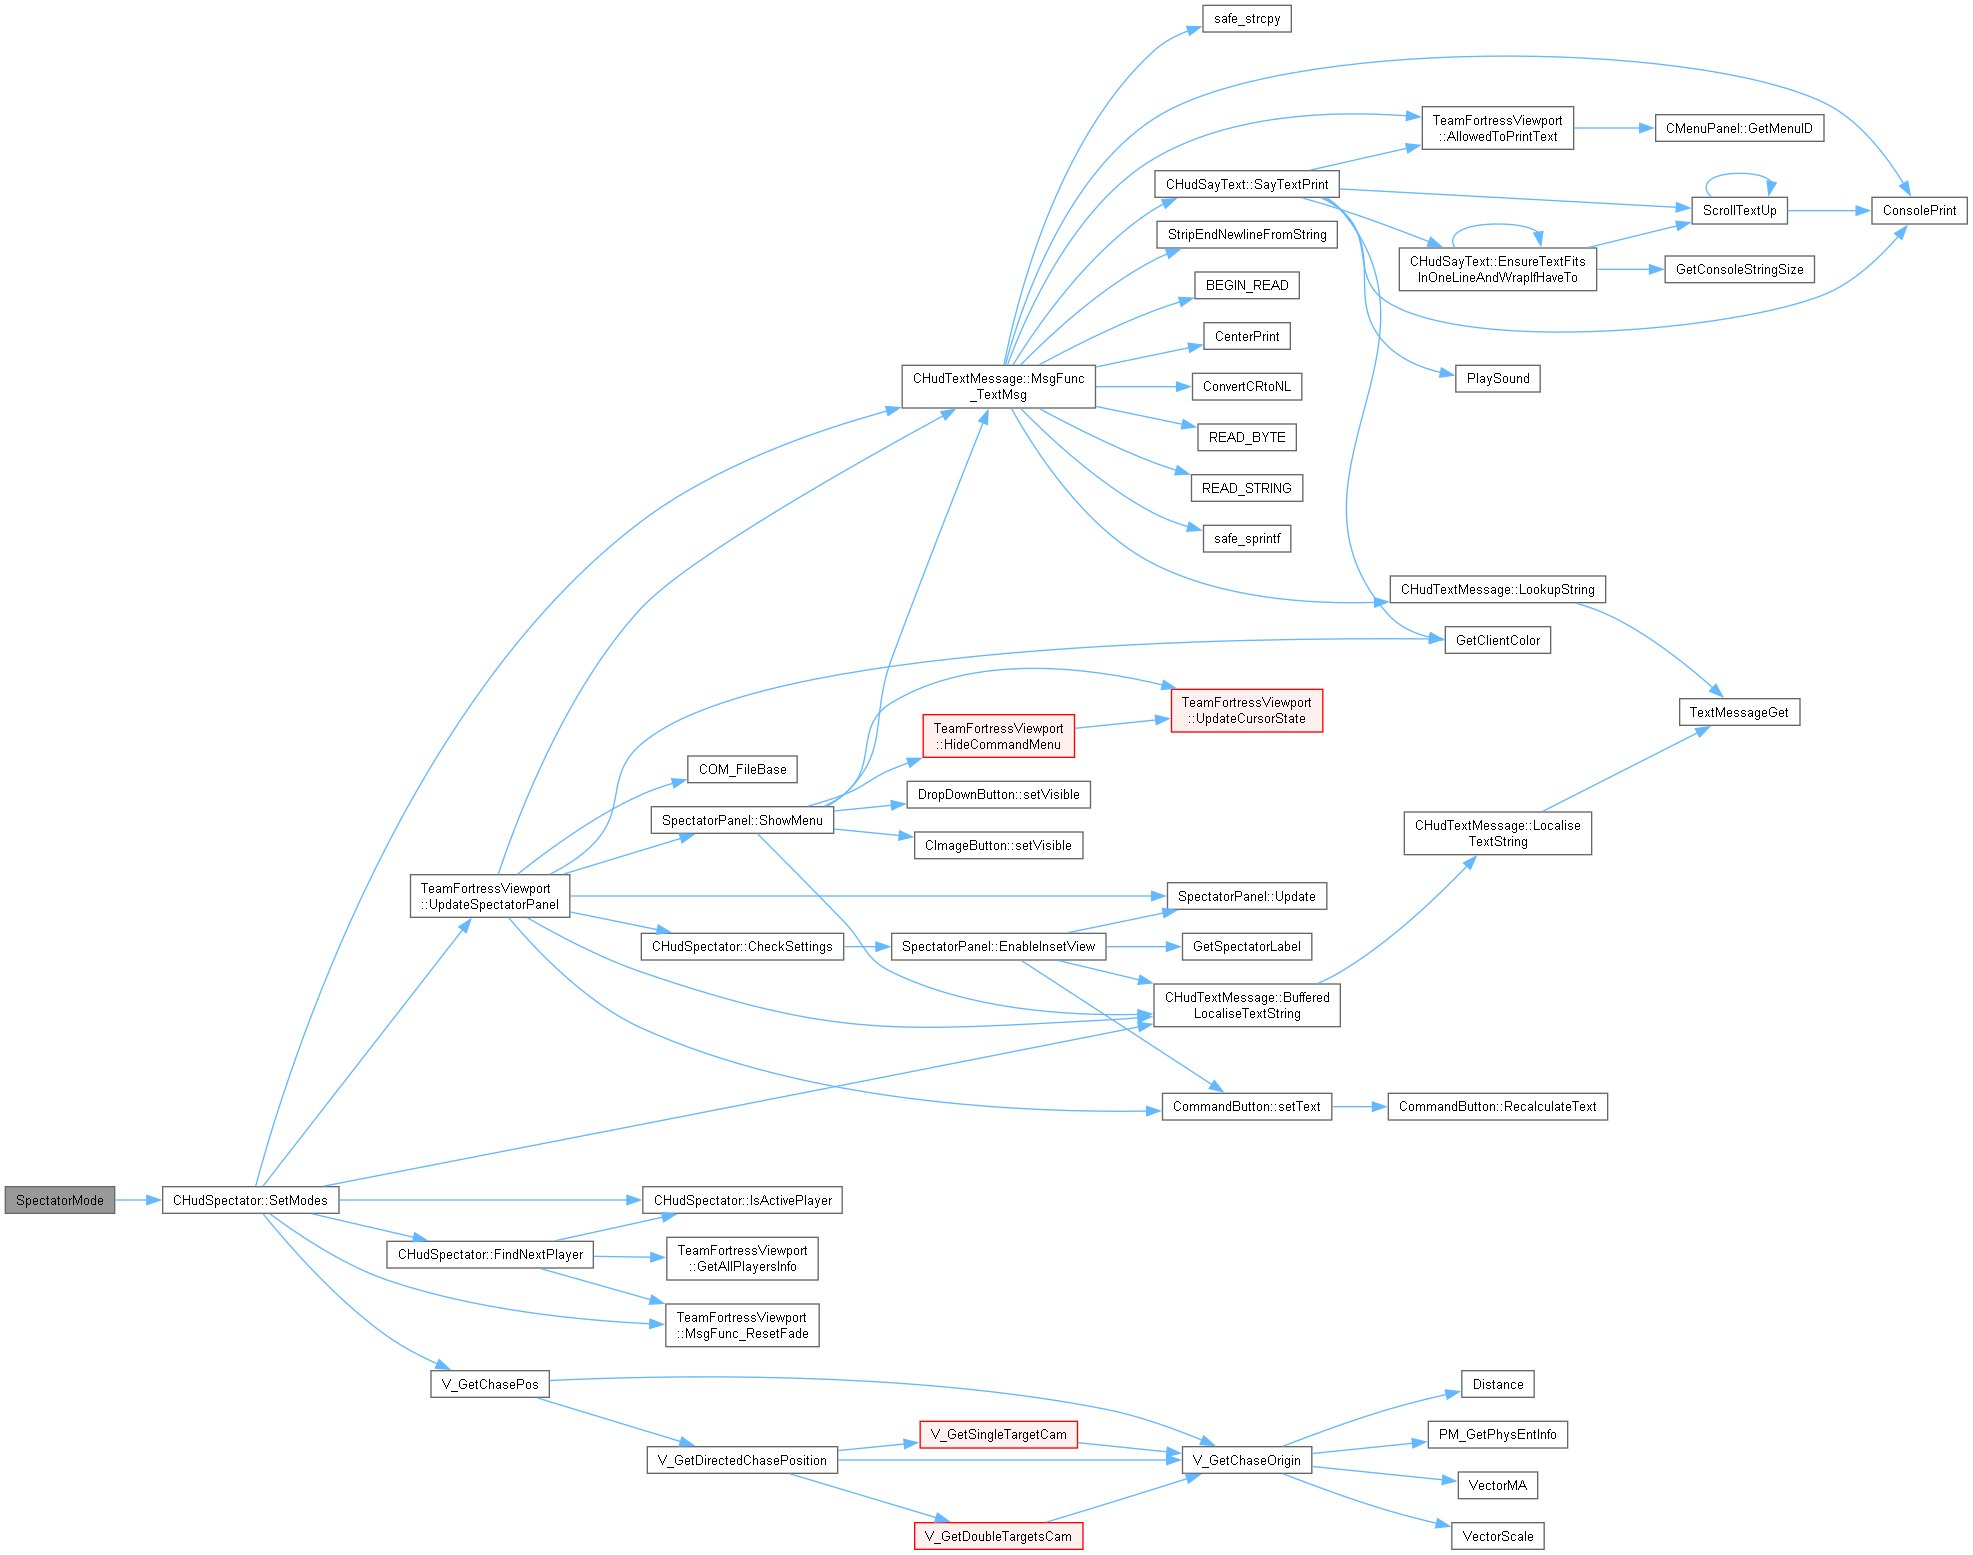 safe_strcpy
TeamFortressViewport
::AllowedToPrintText
CMenuPanel::GetMenuID
CHudSayText::SayTextPrint
ScrollTextUp
ConsolePrint
StripEndNewlineFromString
CHudSayText::EnsureTextFits
InOneLineAndWrapIfHaveTo
GetConsoleStringSize
BEGIN_READ
CenterPrint
CHudTextMessage::MsgFunc
_TextMsg
ConvertCRtoNL
PlaySound
READ_BYTE
READ_STRING
safe_sprintf
CHudTextMessage::LookupString
GetClientColor
TeamFortressViewport
::UpdateCursorState
TextMessageGet
TeamFortressViewport
::HideCommandMenu
COM_FileBase
DropDownButton::setVisible
SpectatorPanel::ShowMenu
CImageButton::setVisible
CHudTextMessage::Localise
TextString
TeamFortressViewport
::UpdateSpectatorPanel
SpectatorPanel::Update
CHudSpectator::CheckSettings
SpectatorPanel::EnableInsetView
GetSpectatorLabel
CHudTextMessage::Buffered
LocaliseTextString
CommandButton::setText
CommandButton::RecalculateText
SpectatorMode
CHudSpectator::SetModes
CHudSpectator::IsActivePlayer
CHudSpectator::FindNextPlayer
TeamFortressViewport
::GetAllPlayersInfo
TeamFortressViewport
::MsgFunc_ResetFade
V_GetChasePos
Distance
V_GetSingleTargetCam
PM_GetPhysEntInfo
V_GetDirectedChasePosition
V_GetChaseOrigin
VectorMA
V_GetDoubleTargetsCam
VectorScale